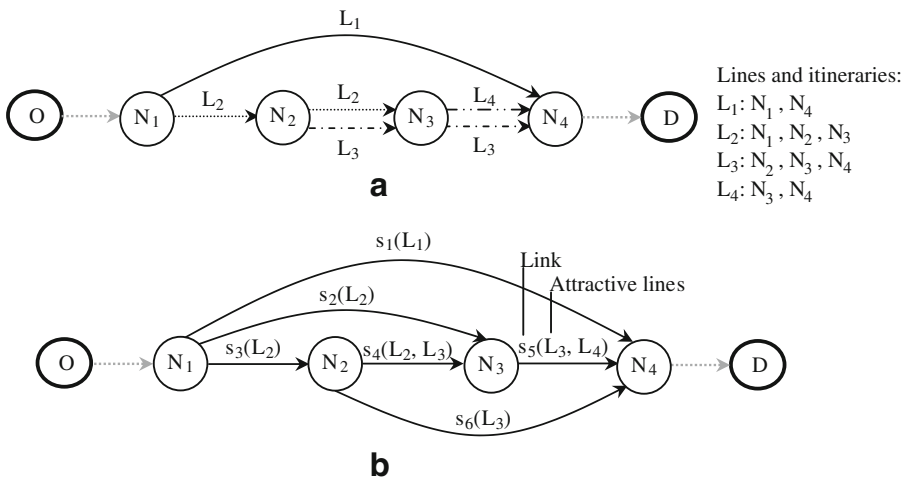 L1
O
N1
L2
N2
L2
L3
N3
L4
L3
N4
D
a
Lines and itineraries:
L1: N1 , N4
L2: N1 , N2 , N3
L3: N2 , N3 , N4
L4: N3 , N4
s1(L1)
Link
Attractive lines
s2(L2)
O
N1
s3(L2)
N2
s4(L2, L3)
N3
s5(L3, L4)
N4
D
s6(L3)
b